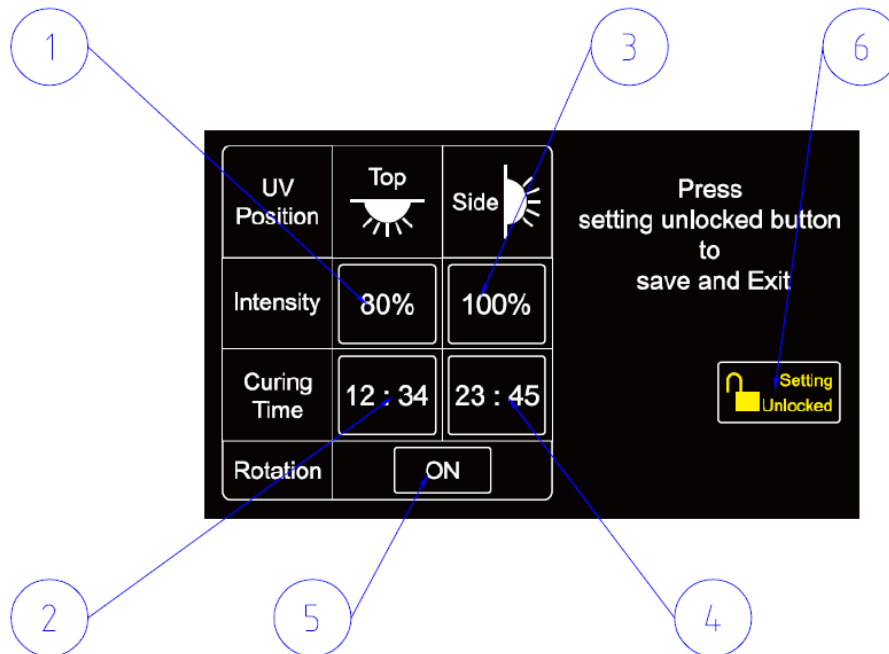 1
3
6
UV
Position
Top
Side
Press
setting unlocked button
to
save and Exit
Intensity
80%
100%
Curing
Time
12 : 34
23 : 45
Setting
Unlocked
Rotation
ON
2
5
4